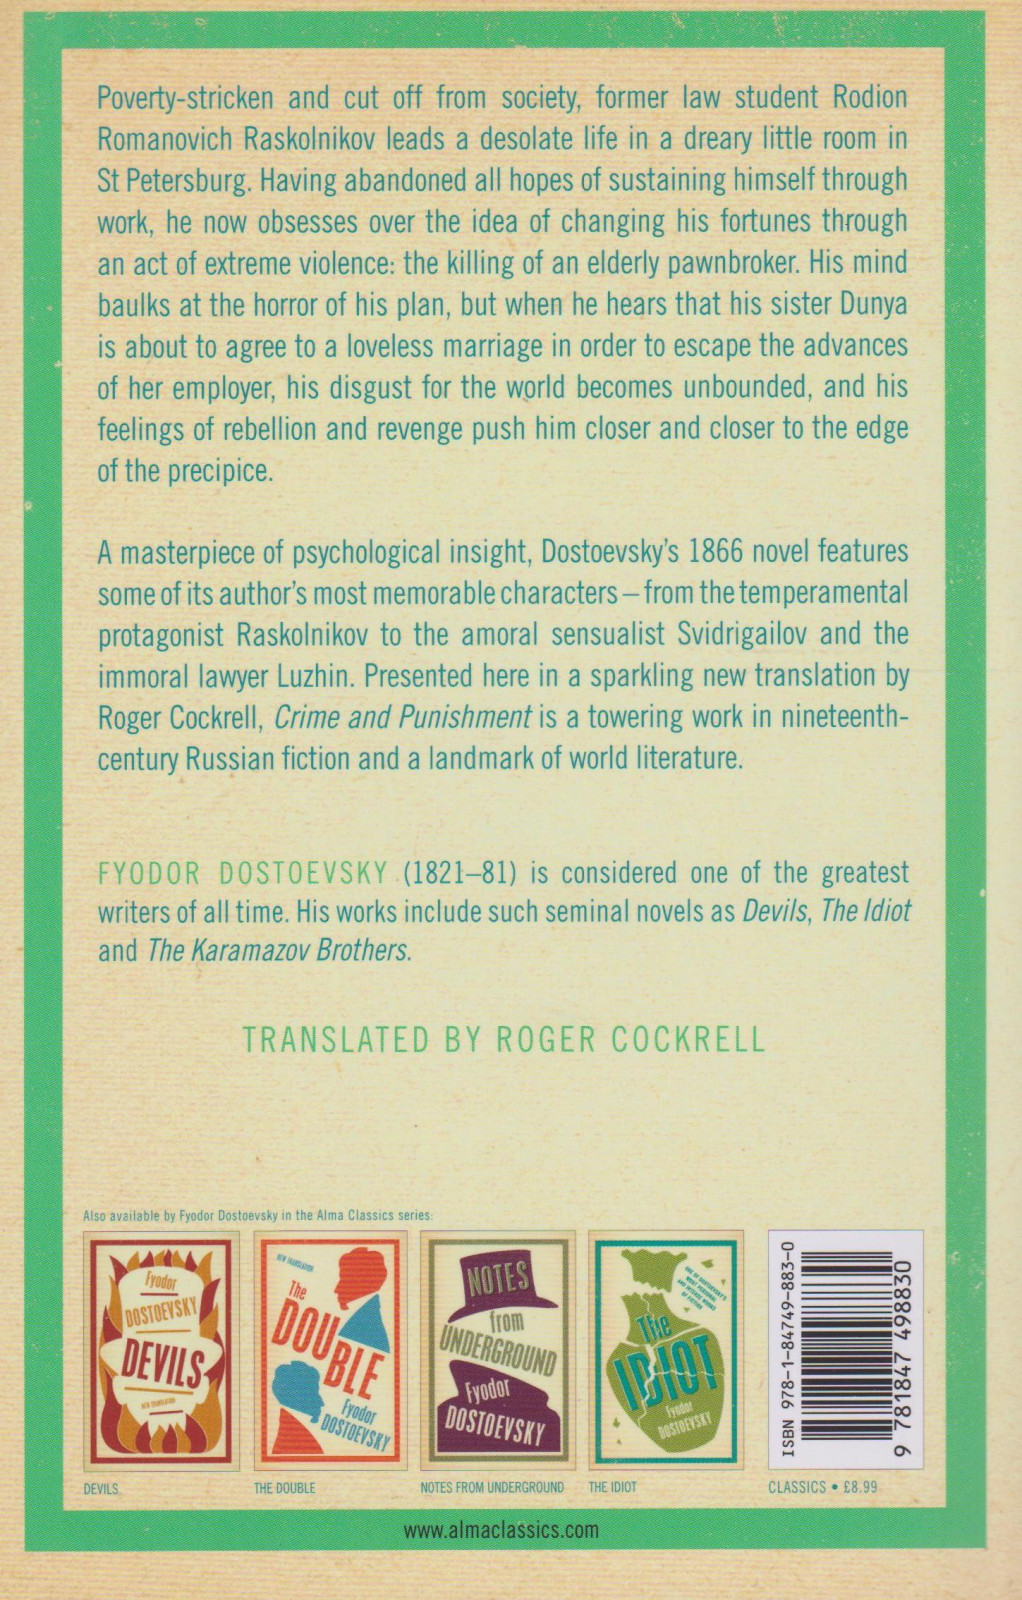 Poverty-stricken and cut off from society, former law student Rodion
Romanovich Raskolnikov leads a desolate life in a dreary little room in
St Petersburg. Having abandoned all hopes of sustaining himself through
work, he now obsesses over the idea of changing his fortunes through
an act of extreme violence: the killing of an elderly pawnbroker. His mind
baulks at the horror of his plan, but when he hears that his sister Dunya
is about to agree to a loveless marriage in order to escape the advances
of her employer, his disgust for the world becomes unbounded, and his
feelings of rebellion and revenge push him closer and closer to the edge
of the precipice.
A masterpiece of psychological insight, Dostoevsky's 1866 novel features
some of its author's most memorable characters – from the temperamental
protagonist Raskolnikov to the amoral sensualist Svidrigailov and the
immoral lawyer Luzhin. Presented here in a sparkling new translation by
Roger Cockrell, Crime and Punishment is a towering work in nineteenth-
century Russian fiction and a landmark of world literature.
FYODOR DOSTOEVSKY (1821–81) is considered one of the greatest
writers of all time. His works include such seminal novels as Devils, The Idiot
and The Karamazov Brothers.
TRANSLATED BY ROGER COCKRELL
Also available by Fyodor Dostoevsky in the Alma Classics series:
Fyodor
DOSTOEVSKY
DEVILS
NEW TRANSLATION
DEVILS
NEW TRANSLATION
The
DOUBLE
Fyodor
DOSTOEVSKY
THE DOUBLE
NOTES
from
UNDERGROUND
Fyodor
DOSTOEVSKY
NOTES FROM UNDERGROUND
ONE OF DOSTOEVSKY'S
MOST PERSONAL
AND INTENSE WORKS
OF FICTION
The
IDIOT
Fyodor
DOSTOEVSKY
THE IDIOT
ISBN 978-1-84749-883-0
9 781847 498830
CLASSICS • £8.99
www.almaclassics.com